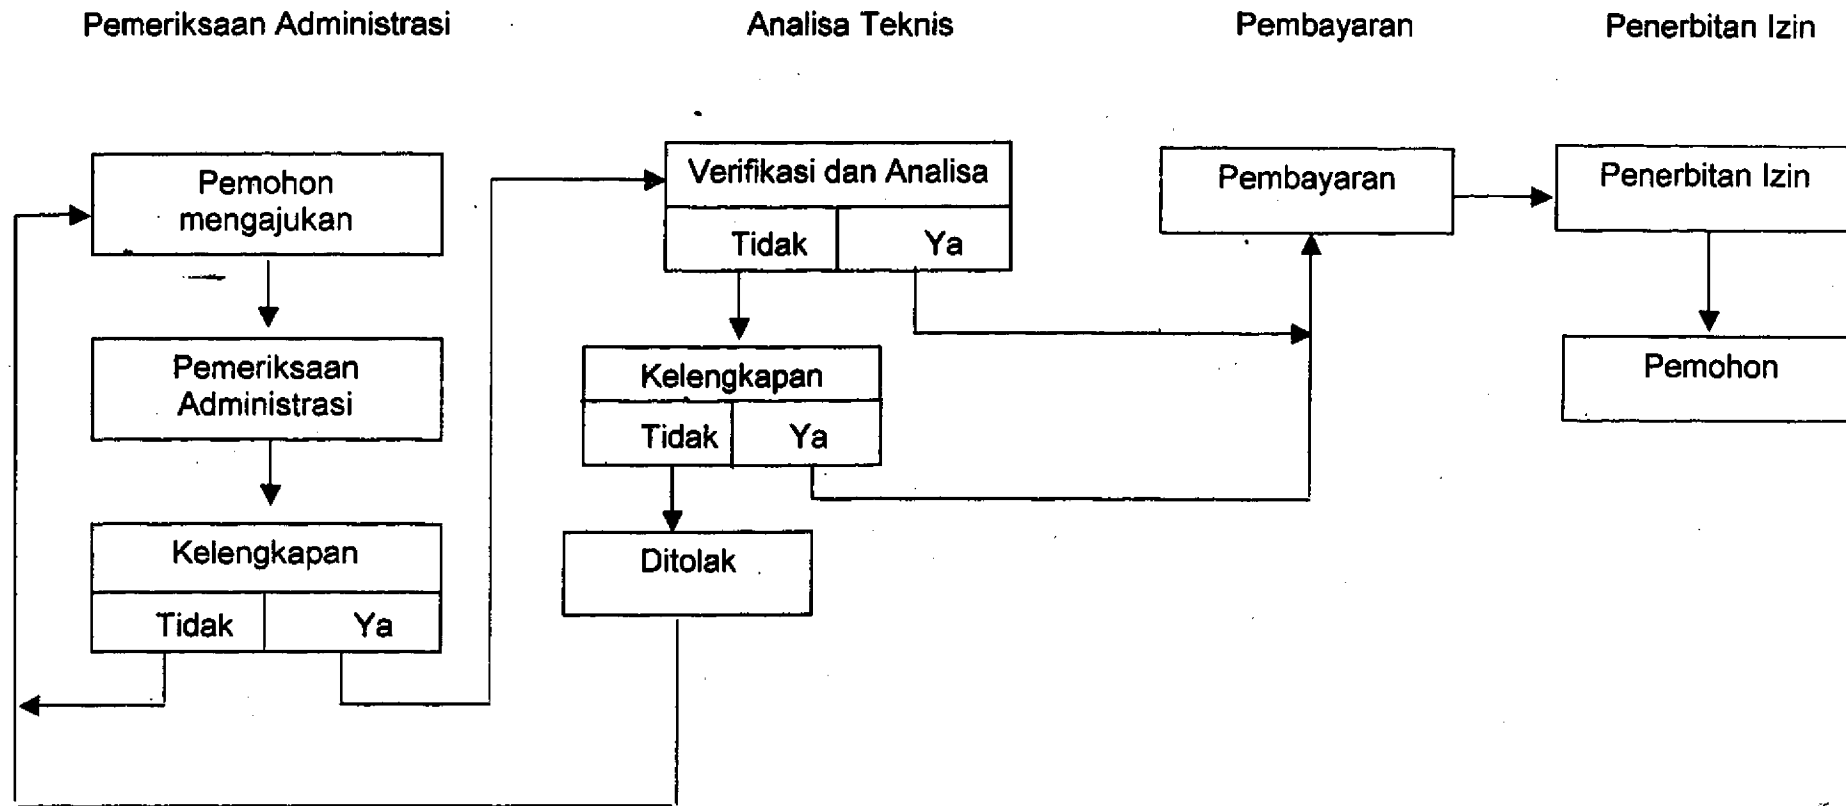 Pemeriksaan Administrasi
Analisa Teknis
Pembayaran
Penerbitan Izin
Pemohon
mengajukan
Pemeriksaan
Administrasi
Kelengkapan
Tidak
Ya
Verifikasi dan Analisa
Tidak
Ya
Kelengkapan
Tidak
Ya
Ditolak
Pembayaran
Penerbitan Izin
Pemohon